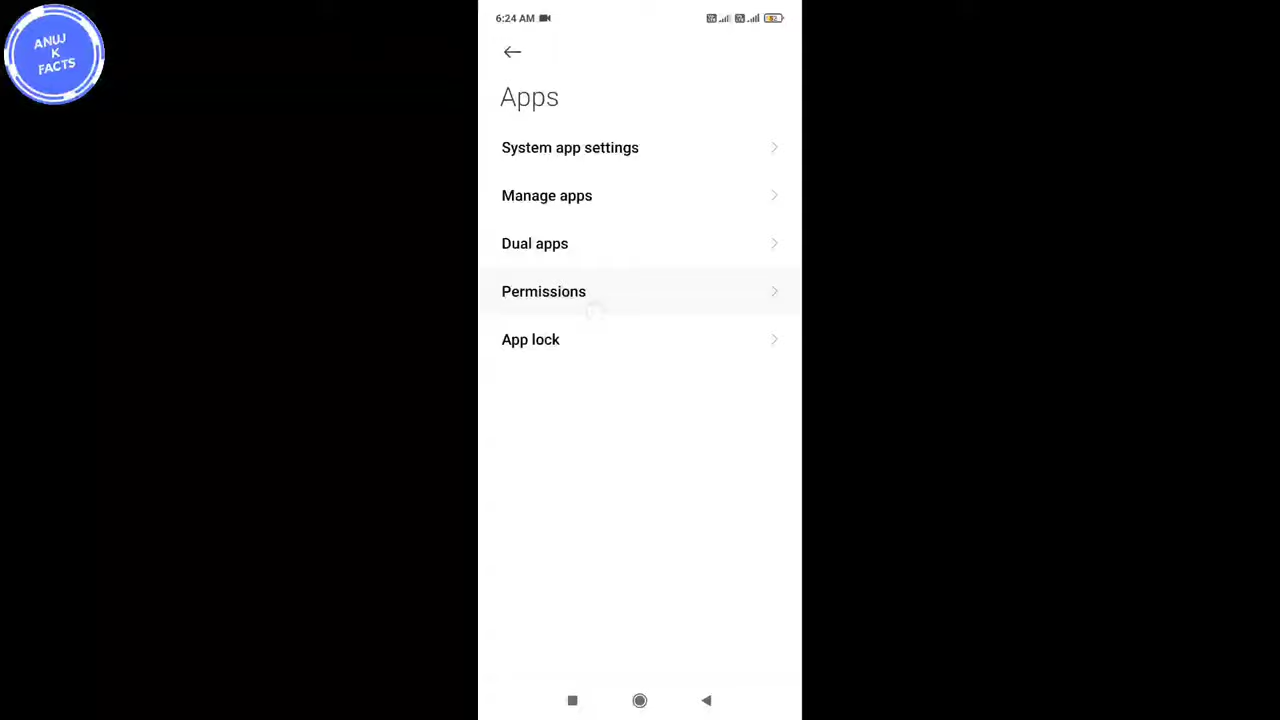 ANUJ
K
FACTS
6:24 AM
Apps
System app settings
Manage apps
Dual apps
Permissions
App lock